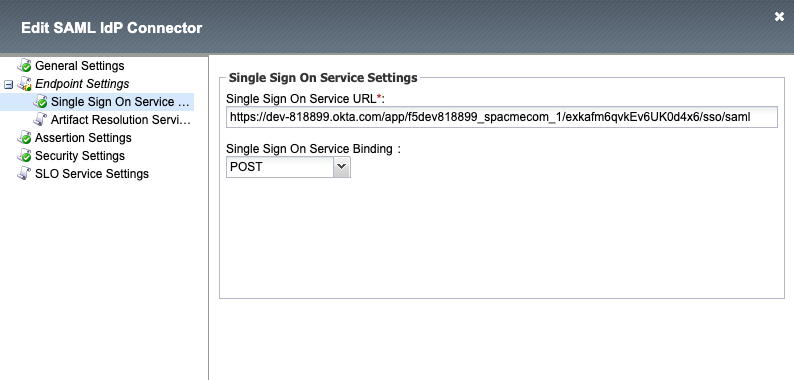 Edit SAML IdP Connector
General Settings
Endpoint Settings
Single Sign On Service ...
Artifact Resolution Servi...
Assertion Settings
Security Settings
SLO Service Settings
Single Sign On Service Settings
Single Sign On Service URL*:
https://dev-818899.okta.com/app/f5dev818899_spacmecom_1/exkafm6qvkEv6UK0d4x6/sso/saml
Single Sign On Service Binding :
POST